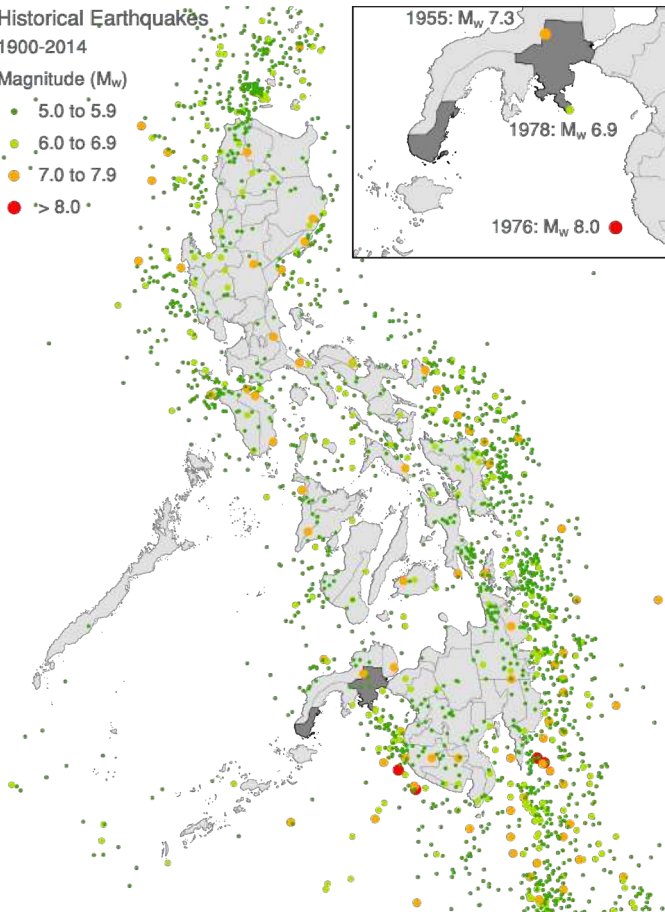 Historical Earthquakes
1900-2014
Magnitude (Mw)
5.0 to 5.9
6.0 to 6.9
7.0 to 7.9
> 8.0
1955: Mw 7.3
1978: Mw 6.9
1976: Mw 8.0